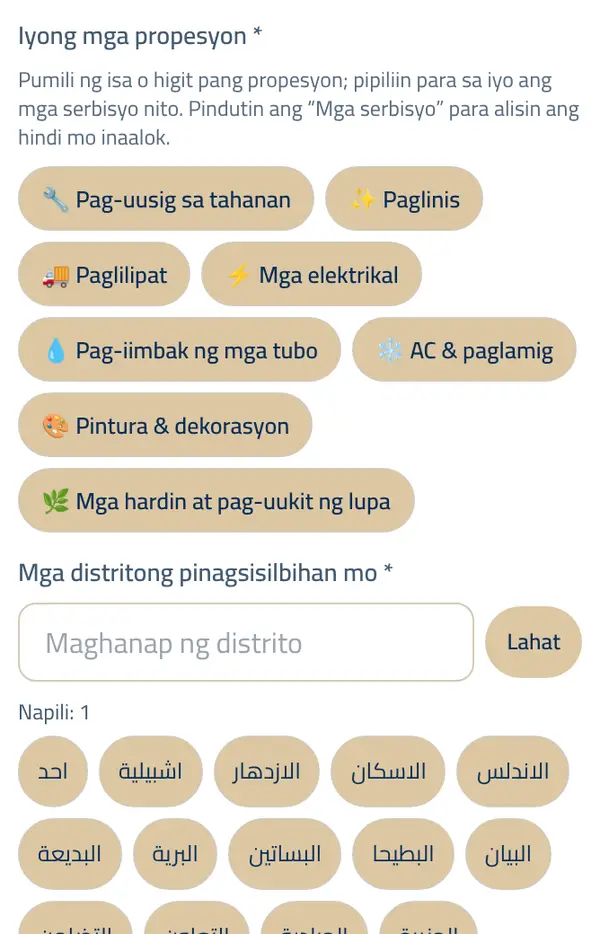 Iyong mga propesyon *
Pumili ng isa o higit pang propesyon; pipiliin para sa iyo ang
mga serbisyo nito. Pindutin ang “Mga serbisyo” para alisin ang
hindi mo inaalok.
🔧 Pag-uusig sa tahanan ✨ Paglinis
🚚 Paglilipat ⚡ Mga elektrikal
💧 Pag-iimbak ng mga tubo ❄️ AC & paglamig
🎨 Pintura & dekorasyon
🌿 Mga hardin at pag-uukit ng lupa
Mga distritong pinagsisilbihan mo *
Maghanap ng distrito Lahat
Napili: 1
احد اشبيلية الازدهار الاسكان الاندلس
البديعة البرية البساتين البطيحا البيان